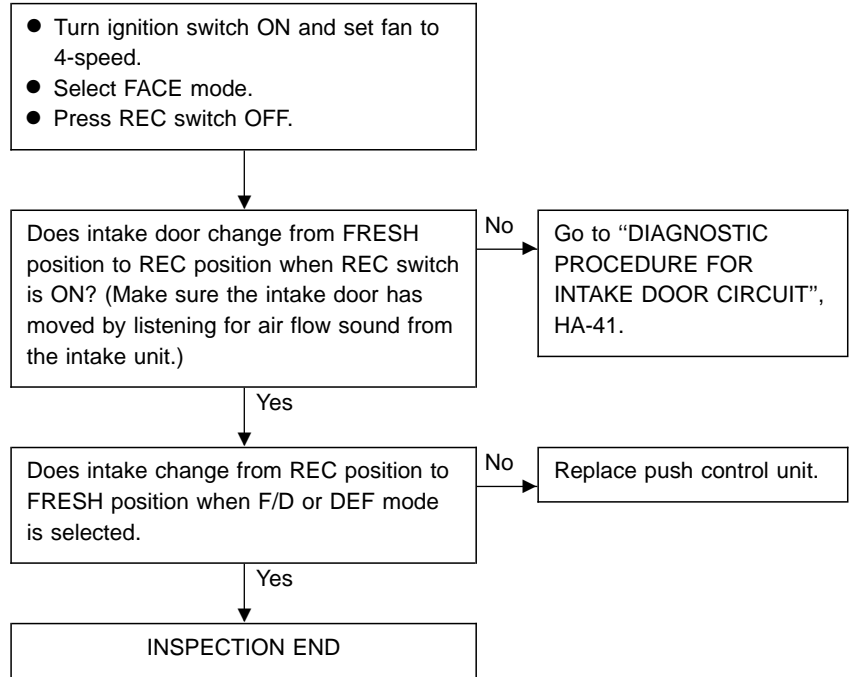 ● Turn ignition switch ON and set fan to
4-speed.
● Select FACE mode.
● Press REC switch OFF.
Does intake door change from FRESH
position to REC position when REC switch
is ON? (Make sure the intake door has
moved by listening for air flow sound from
the intake unit.)
No
Go to “DIAGNOSTIC
PROCEDURE FOR
INTAKE DOOR CIRCUIT”,
HA-41.
Yes
Does intake change from REC position to
FRESH position when F/D or DEF mode
is selected.
No
Replace push control unit.
Yes
INSPECTION END